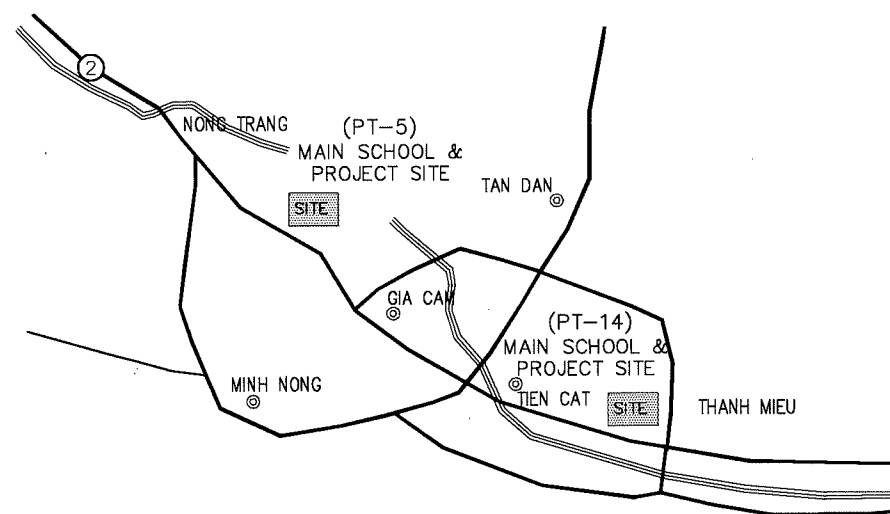 2
NONG TRANG
(PT-5)
MAIN SCHOOL &
PROJECT SITE
TAN DAN
SITE
GIA CAM
(PT-14)
MAIN SCHOOL &
PROJECT SITE
MINH NONG
TIEN CAT
SITE
THANH MIEU